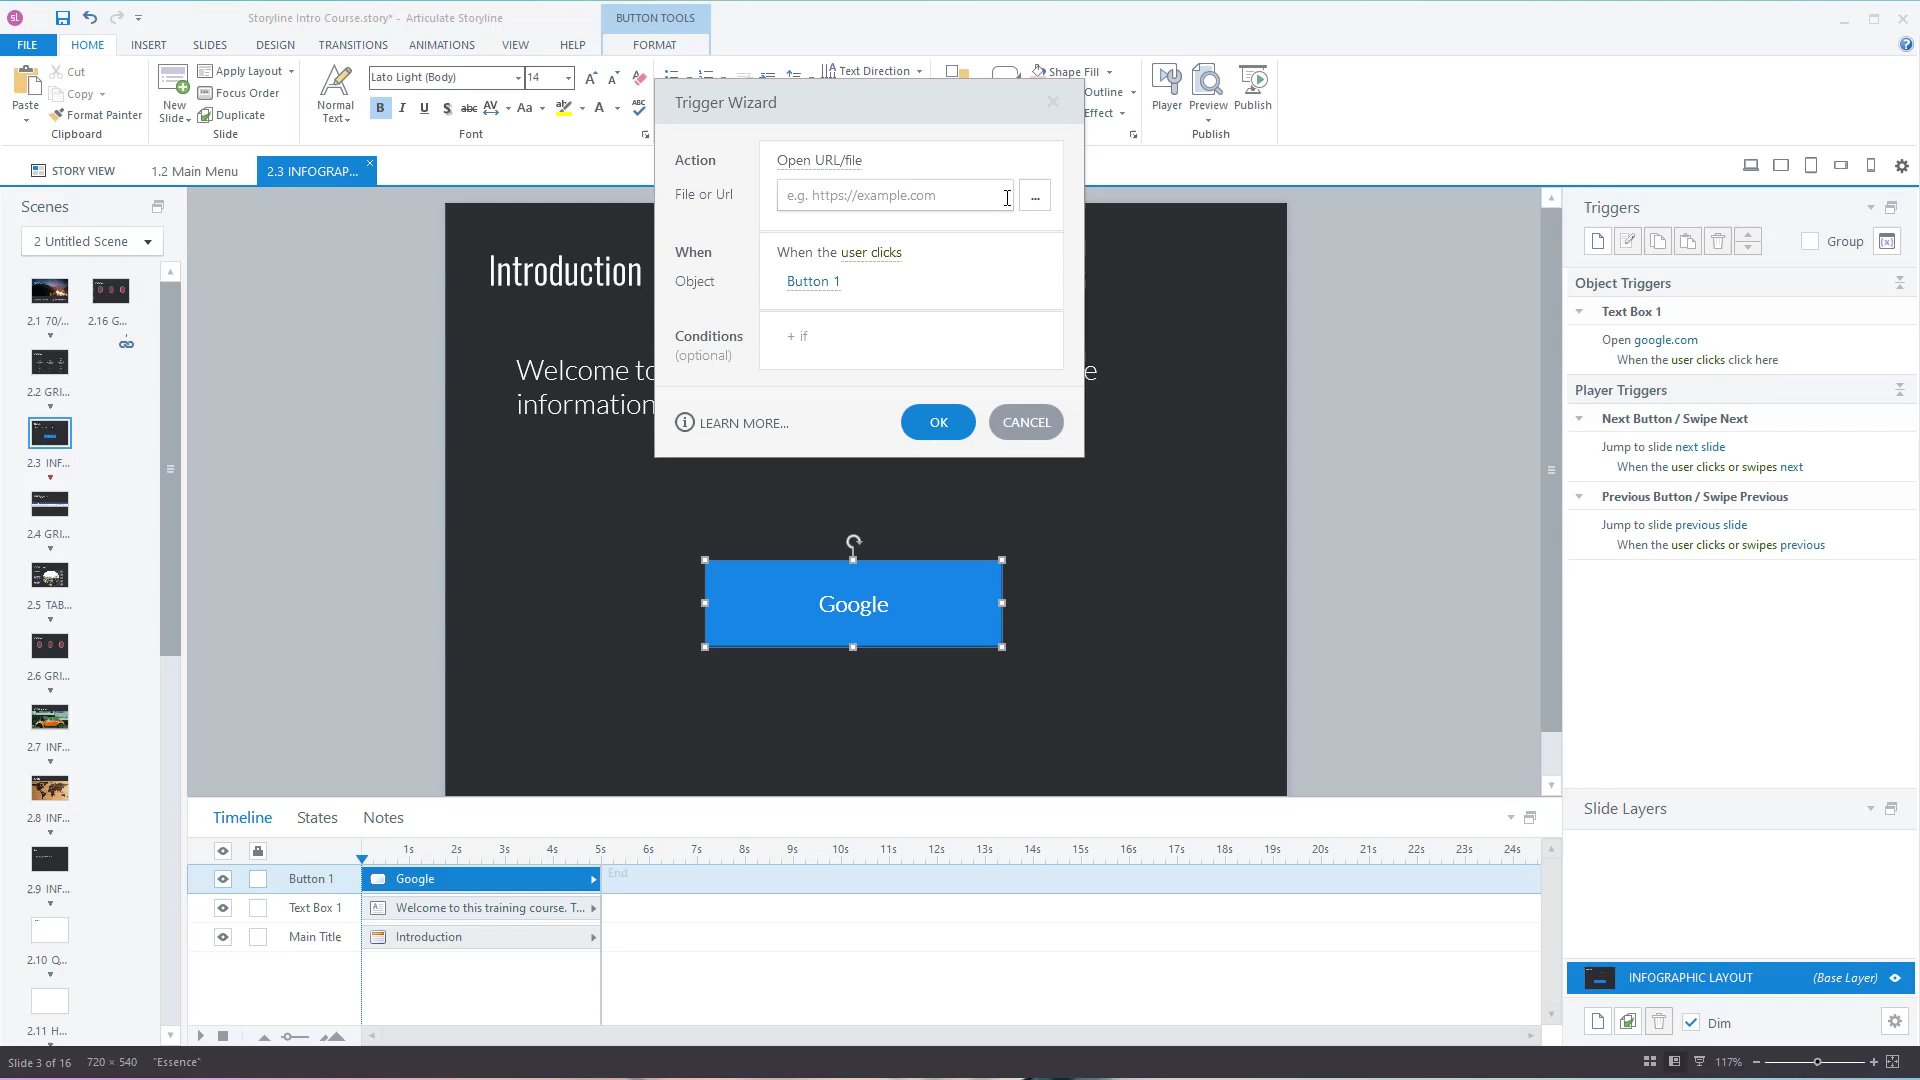 Storyline Intro Course.story* - Articulate Storyline
BUTTON TOOLS
FILE HOME INSERT SLIDES DESIGN TRANSITIONS ANIMATIONS VIEW HELP FORMAT
Paste
Cut
Copy
Format Painter
Clipboard
New Slide
Apply Layout
Focus Order
Duplicate
Slide
Normal Text
Lato Light (Body) 14
B I U S abc AV Aa A ABC
Font
Text Direction
Shape Fill
Outline
Effect
Player Preview Publish
Publish
STORY VIEW 1.2 Main Menu 2.3 INFOGRAP...
Scenes
2 Untitled Scene
2.1 70/... 2.16 G...
2.2 GRI...
2.3 INF...
2.4 GRI...
2.5 TAB...
2.6 GRI...
2.7 INF...
2.8 INF...
2.9 INF...
2.10 Q...
2.11 H...
Introduction
Welcome to
e
information
Google
Trigger Wizard
Action Open URL/file
File or Url e.g. https://example.com ...
When When the user clicks
Object Button 1
Conditions + if
(optional)
LEARN MORE... OK CANCEL
Triggers
Group
Object Triggers
Text Box 1
Open google.com
When the user clicks click here
Player Triggers
Next Button / Swipe Next
Jump to slide next slide
When the user clicks or swipes next
Previous Button / Swipe Previous
Jump to slide previous slide
When the user clicks or swipes previous
Timeline States Notes
1s 2s 3s 4s 5s 6s 7s 8s 9s 10s 11s 12s 13s 14s 15s 16s 17s 18s 19s 20s 21s 22s 23s 24s
Button 1 Google End
Text Box 1 Welcome to this training course. T...
Main Title Introduction
Slide Layers
INFOGRAPHIC LAYOUT (Base Layer)
Dim
Slide 3 of 16 720 × 540 "Essence" 117%